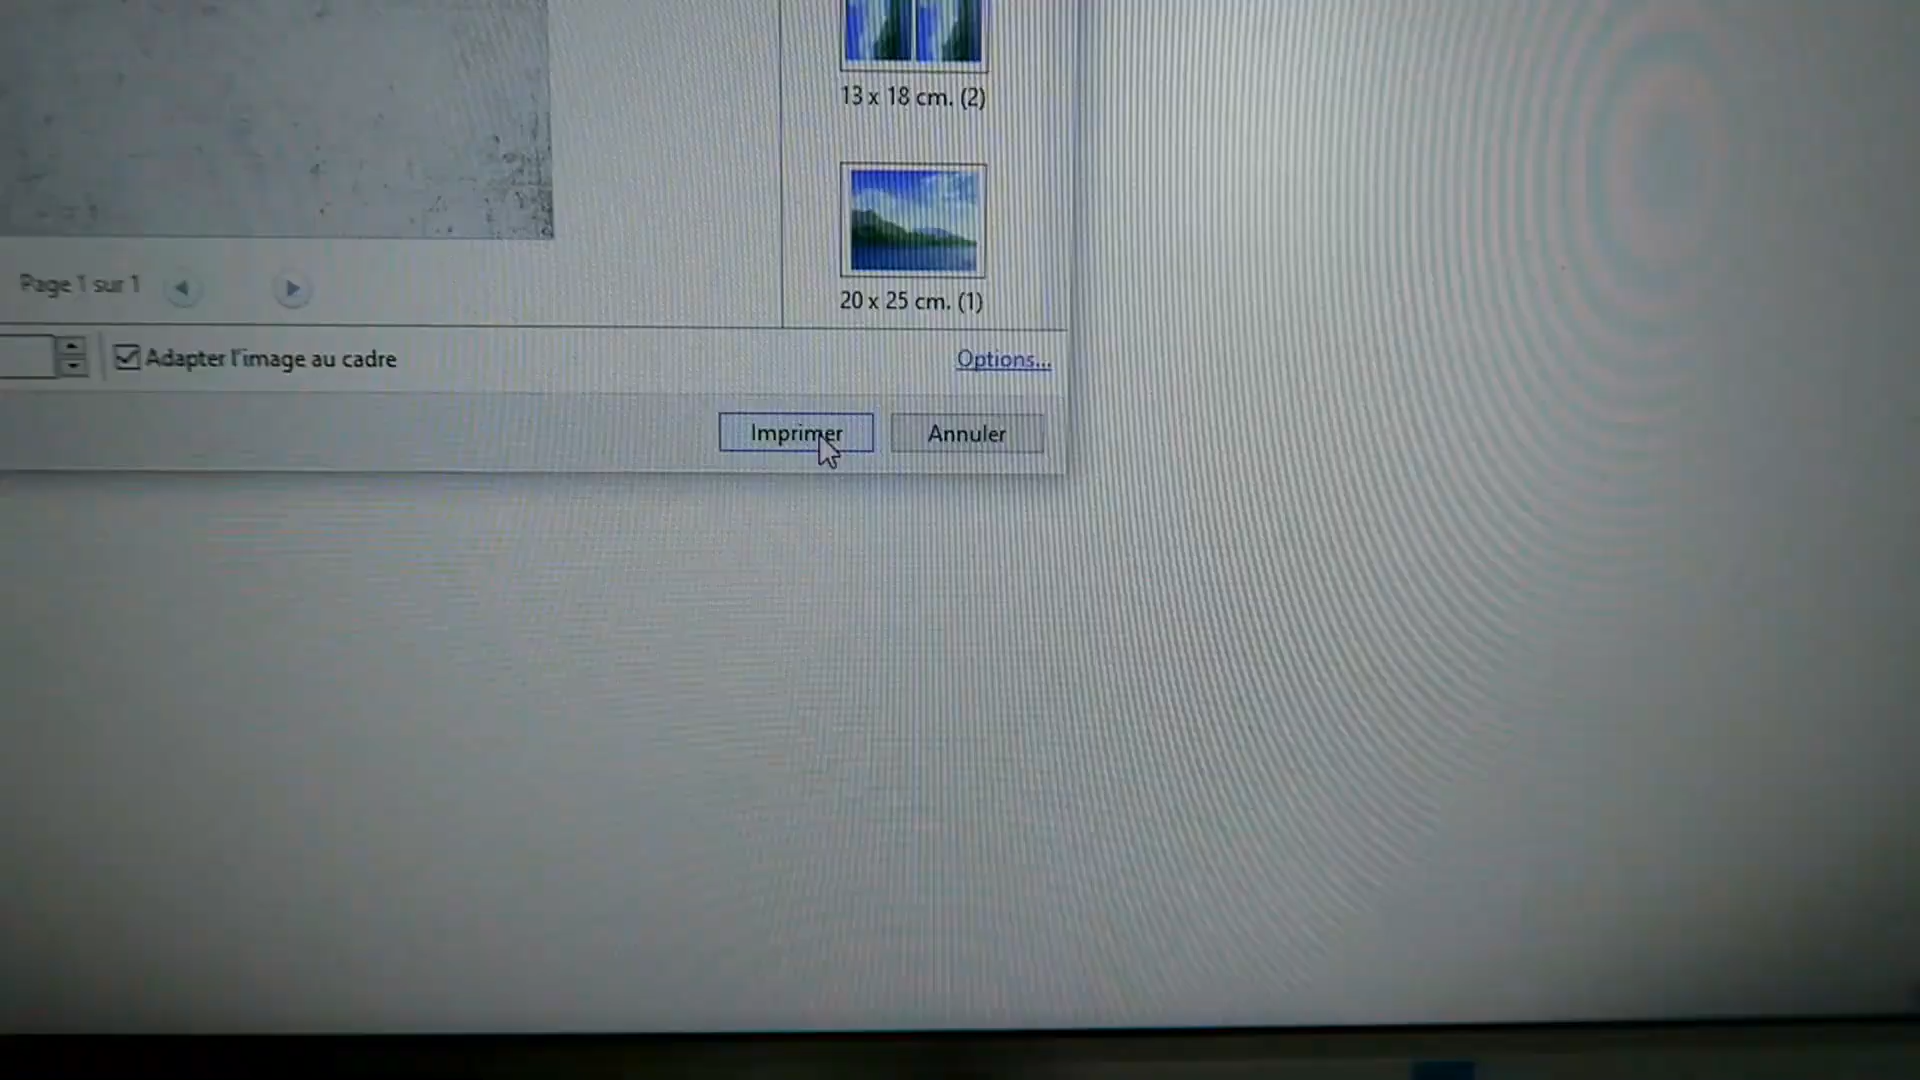 13 x 18 cm. (2)
20 x 25 cm. (1)
Page 1 sur 1
Adapter l'image au cadre
Options...
Imprimer
Annuler